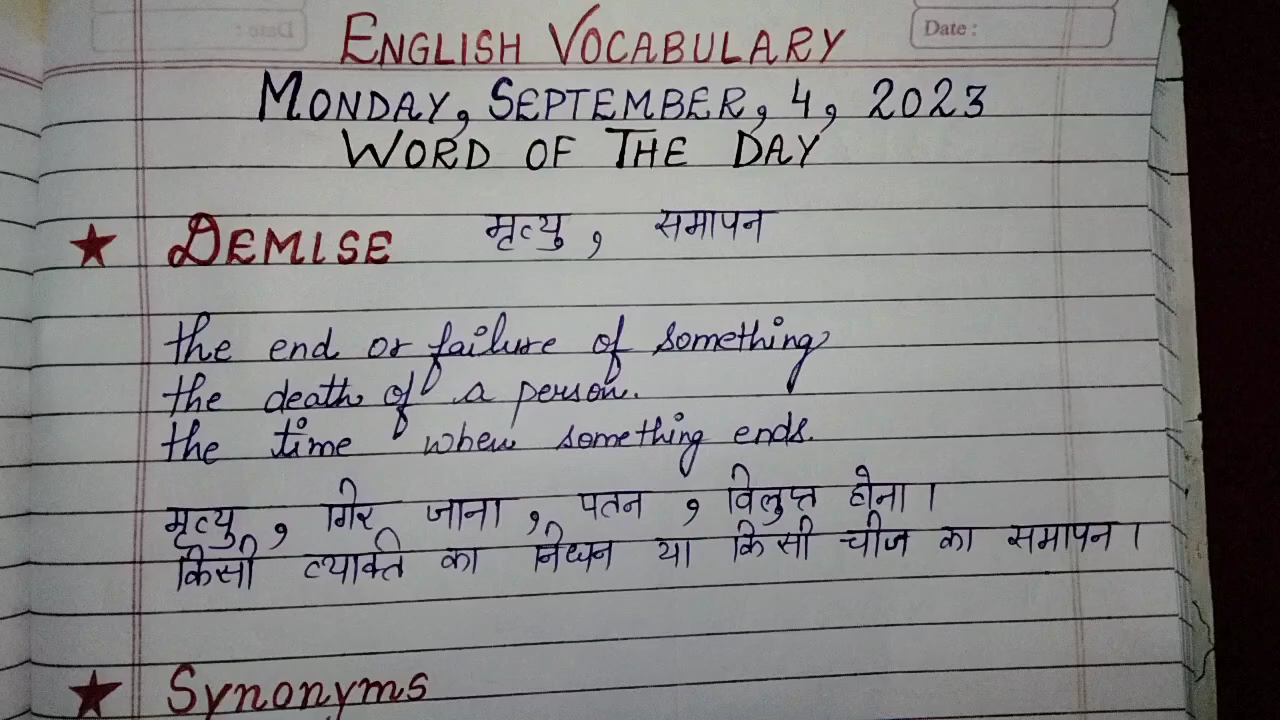 Date :
ENGLISH VOCABULARY
MONDAY, SEPTEMBER, 4, 2023
WORD OF THE DAY
★ DEMISE मृत्यु, समापन
the end or failure of something
the death of a person.
the time when something ends.
मृत्यु, गिर जाना, पतन, विलुप्त होना।
किसी व्यक्ति का निधन या किसी चीज का समापन।
★ Synonyms